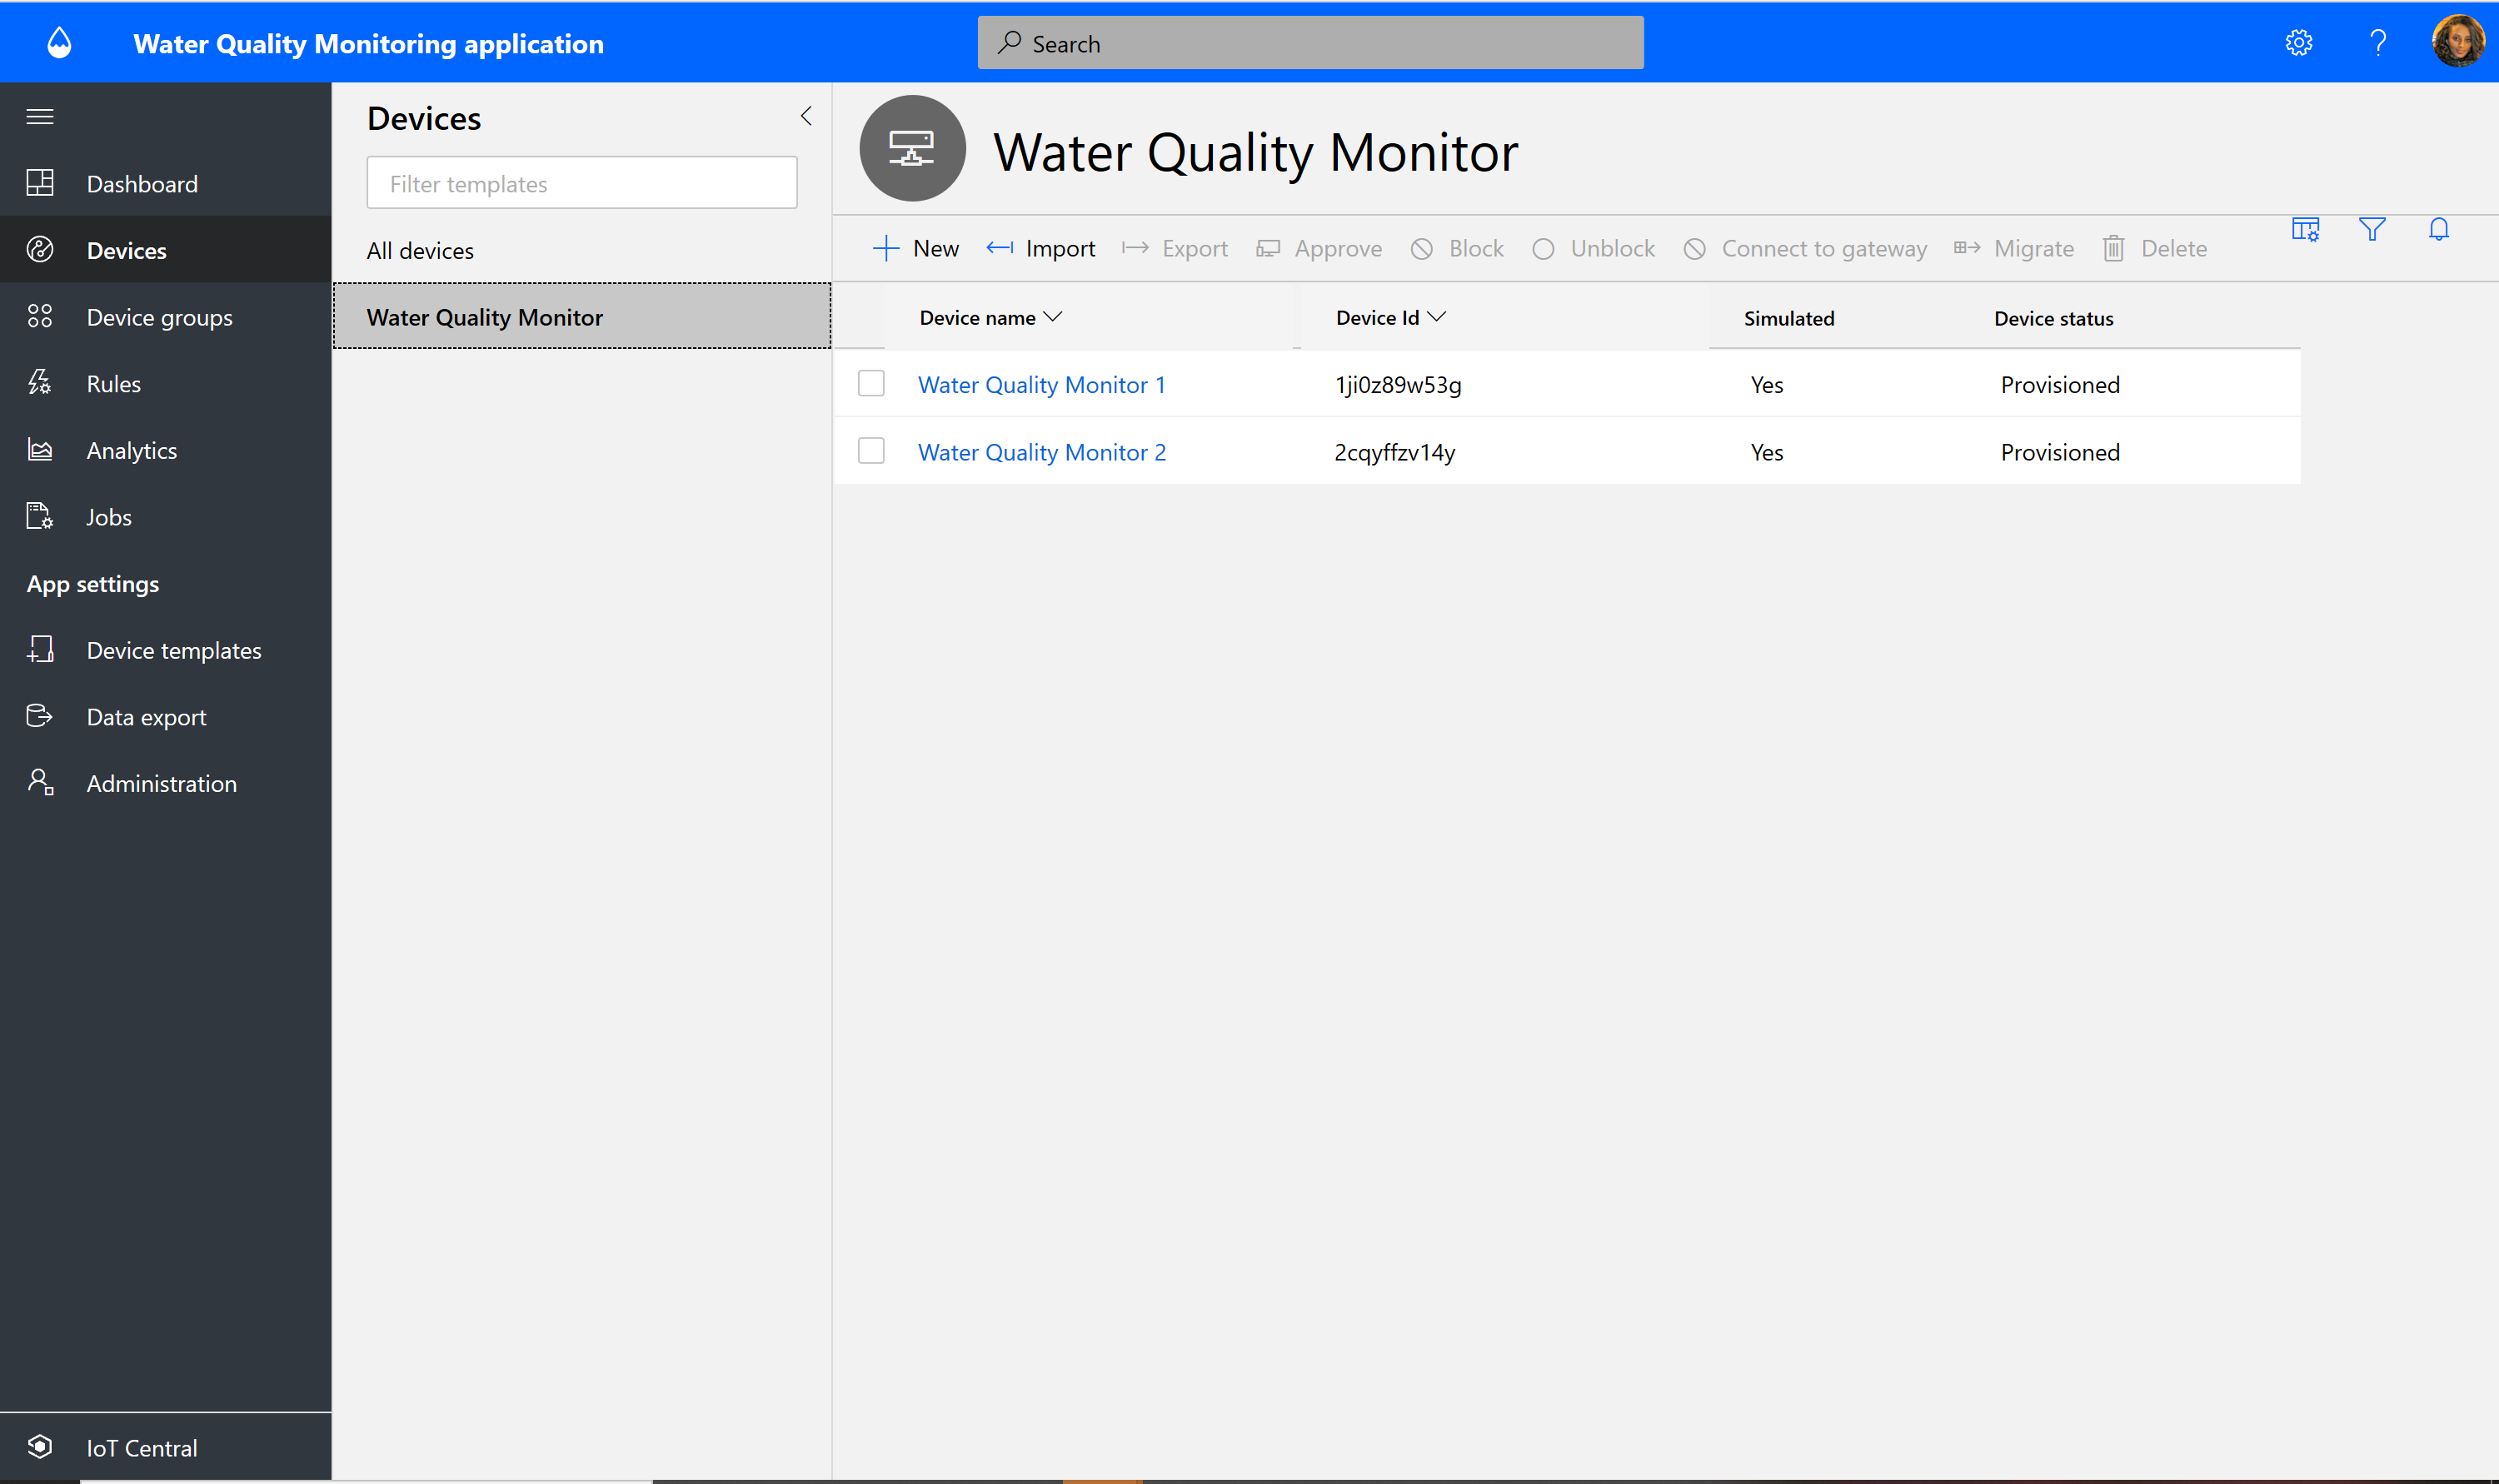 Water Quality Monitoring application
Search
Dashboard
Devices
Device groups
Rules
Analytics
Jobs
App settings
Device templates
Data export
Administration
IoT Central
Devices
Filter templates
All devices
Water Quality Monitor
Water Quality Monitor
New Import Export Approve Block Unblock Connect to gateway Migrate Delete
Device name Device Id Simulated Device status
Water Quality Monitor 1 1ji0z89w53g Yes Provisioned
Water Quality Monitor 2 2cqyffzv14y Yes Provisioned